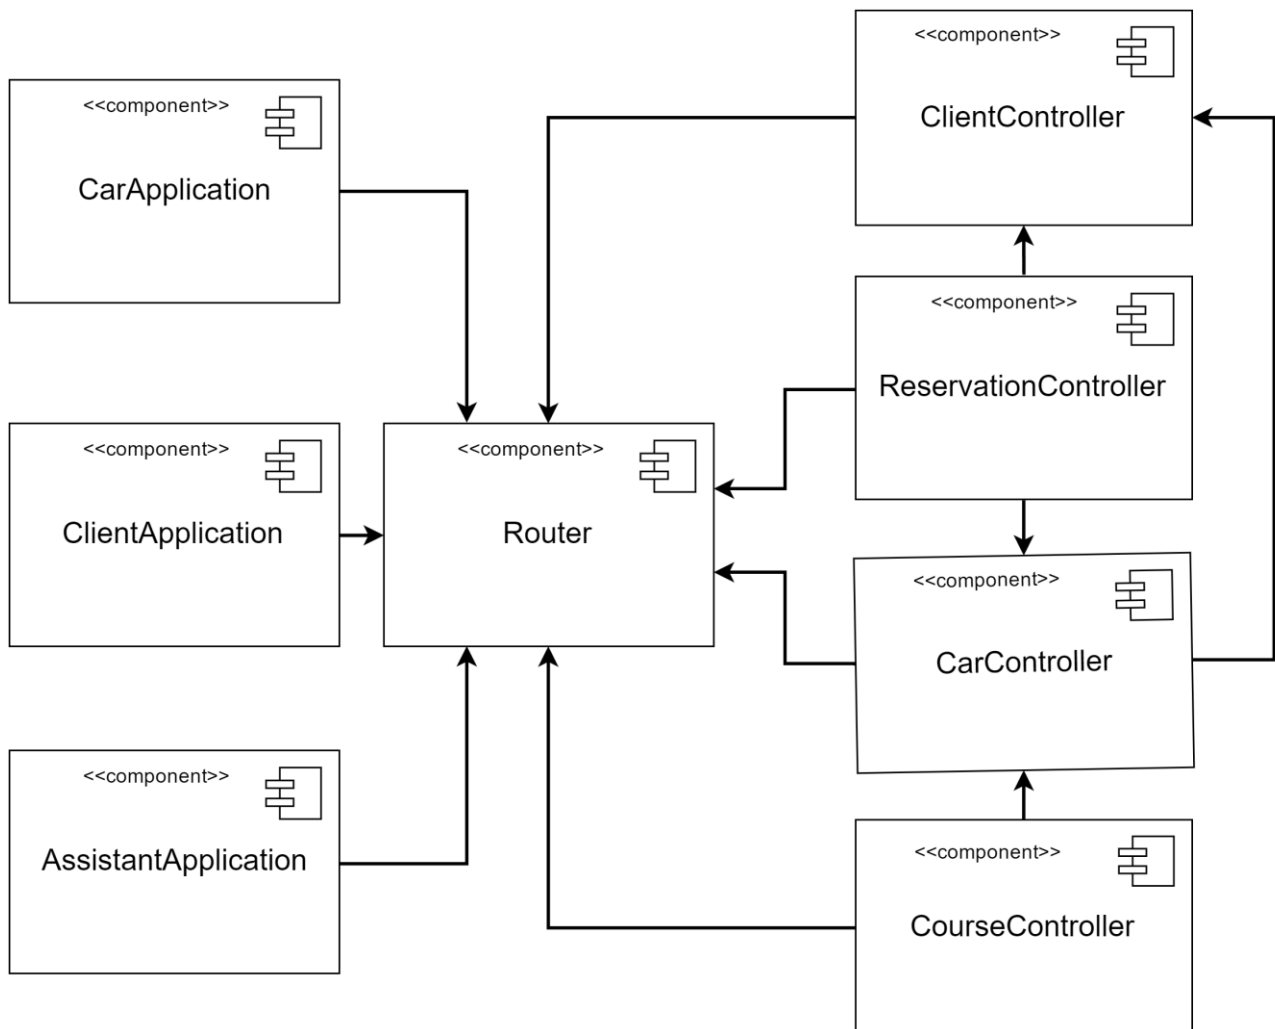 <<component>>
CarApplication
<<component>>
ClientApplication
<<component>>
AssistantApplication
<<component>>
Router
<<component>>
ClientController
<<component>>
ReservationController
<<component>>
CarController
<<component>>
CourseController